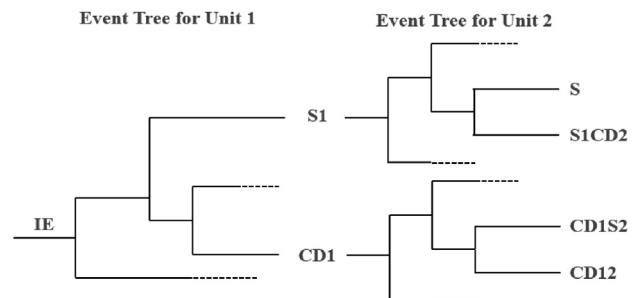 Event Tree for Unit 1
Event Tree for Unit 2
S
S1
S1CD2
IE
CD1S2
CD1
CD12